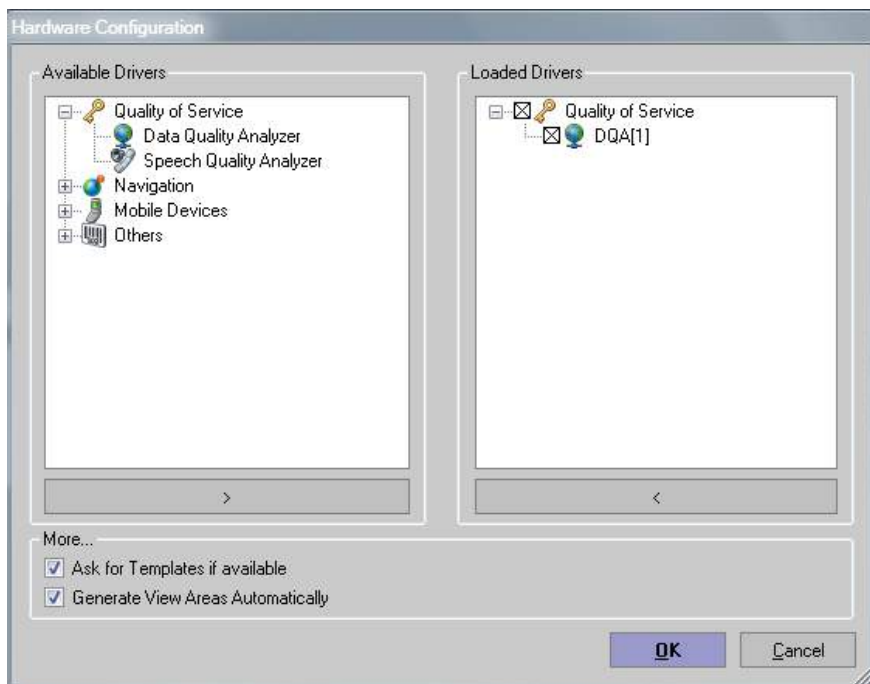 Hardware Configuration
Available Drivers
Quality of Service
Data Quality Analyzer
Speech Quality Analyzer
Navigation
Mobile Devices
Others
>
Loaded Drivers
Quality of Service
DQA[1]
<
More...
Ask for Templates if available
Generate View Areas Automatically
OK
Cancel